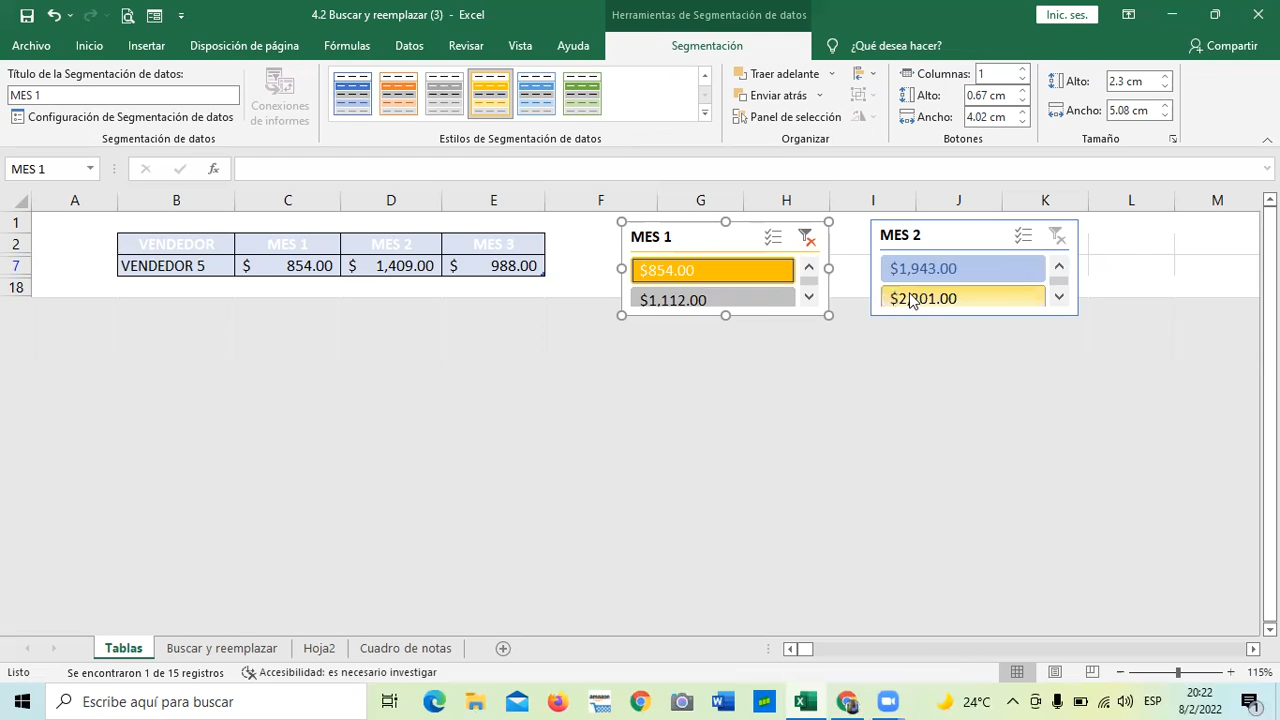 4.2 Buscar y reemplazar (3) - Excel
Herramientas de Segmentación de datos
Inic. ses.
Archivo Inicio Insertar Disposición de página Fórmulas Datos Revisar Vista Ayuda Segmentación ¿Qué desea hacer? Compartir
Título de la Segmentación de datos:
MES 1
Configuración de Segmentación de datos
Conexiones de informes
Segmentación de datos
Estilos de Segmentación de datos
Traer adelante
Enviar atrás
Panel de selección
Organizar
Columnas: 1
Alto: 0.67 cm
Ancho: 4.02 cm
Botones
Alto: 2.3 cm
Ancho: 5.08 cm
Tamaño
MES 1
fx
A B C D E F G H I J K L M
1
2 VENDEDOR MES 1 MES 2 MES 3
7 VENDEDOR 5 $ 854.00 $ 1,409.00 $ 988.00
18
MES 1
$854.00
$1,112.00
MES 2
$1,943.00
Tablas Buscar y reemplazar Hoja2 Cuadro de notas
Listo Se encontraron 1 de 15 registros Accesibilidad: es necesario investigar 115%
Escribe aquí para buscar
24°C
ESP
20:22
8/2/2022
1